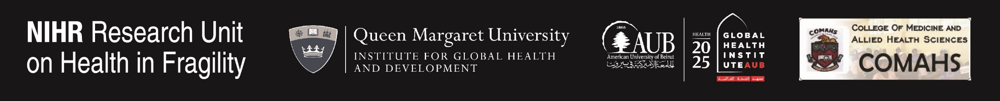 NIHR Research Unit
on Health in Fragility
Queen Margaret University
INSTITUTE FOR GLOBAL HEALTH
AND DEVELOPMENT
1866
AUB
American University of Beirut
الجامعة الأميركية في بيروت
HEALTH
20
25
GLOBAL
HEALTH
INSTIT
UTEAUB
معهد الصحة العالمية
COMAHS
COLLEGE OF MEDICINE AND
ALLIED HEALTH SCIENCES
COMAHS